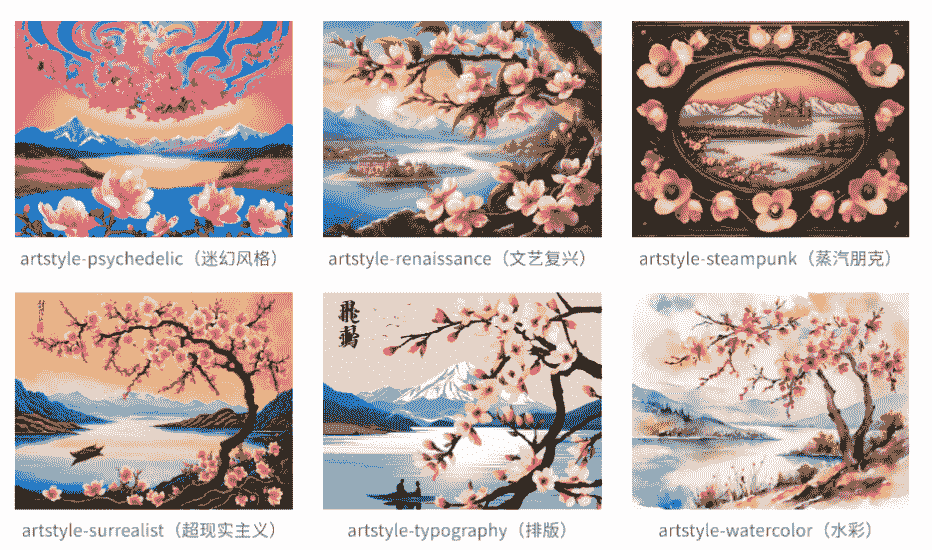 artstyle-psychedelic（迷幻风格）
artstyle-renaissance（文艺复兴）
artstyle-steampunk（蒸汽朋克）
artstyle-surrealist（超现实主义）
artstyle-typography（排版）
artstyle-watercolor（水彩）